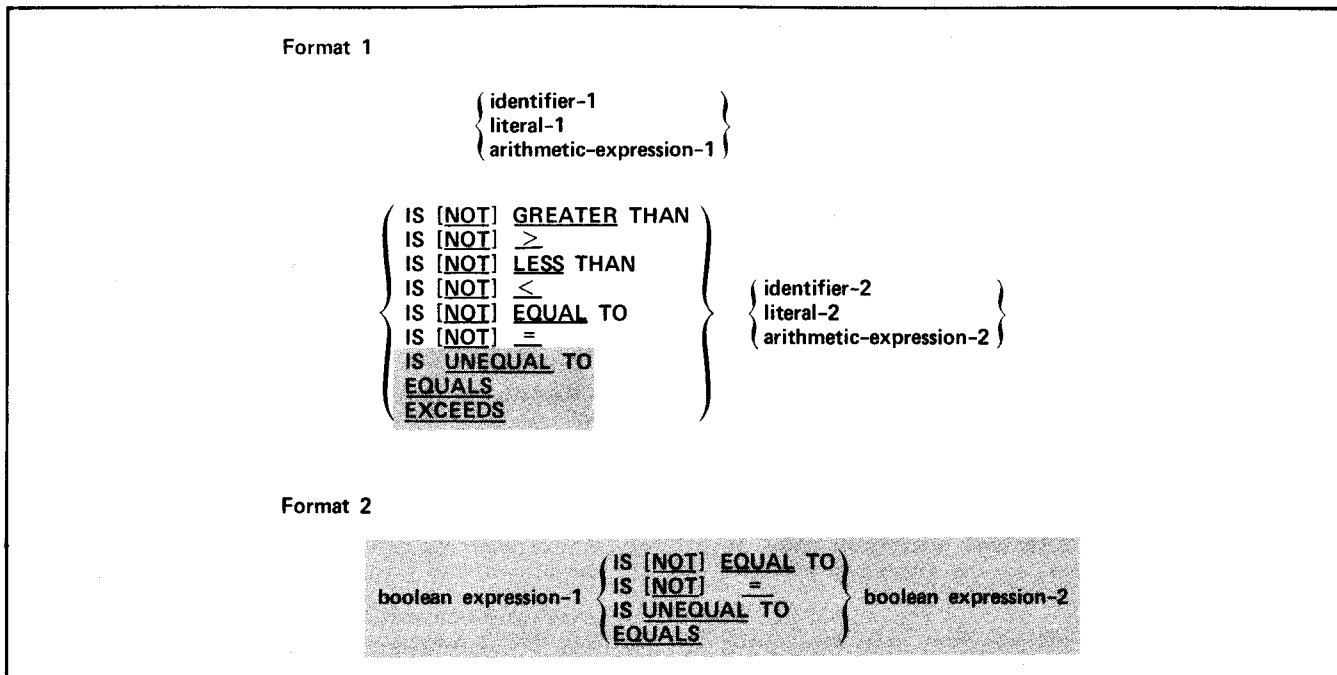 Format 1
identifier-1
literal-1
arithmetic-expression-1
IS [NOT] GREATER THAN
IS [NOT] >
IS [NOT] LESS THAN
IS [NOT] <
IS [NOT] EQUAL TO
IS [NOT] =
IS UNEQUAL TO
EQUALS
EXCEEDS
identifier-2
literal-2
arithmetic-expression-2
Format 2
boolean expression-1
IS [NOT] EQUAL TO
IS [NOT] =
IS UNEQUAL TO
EQUALS
boolean expression-2